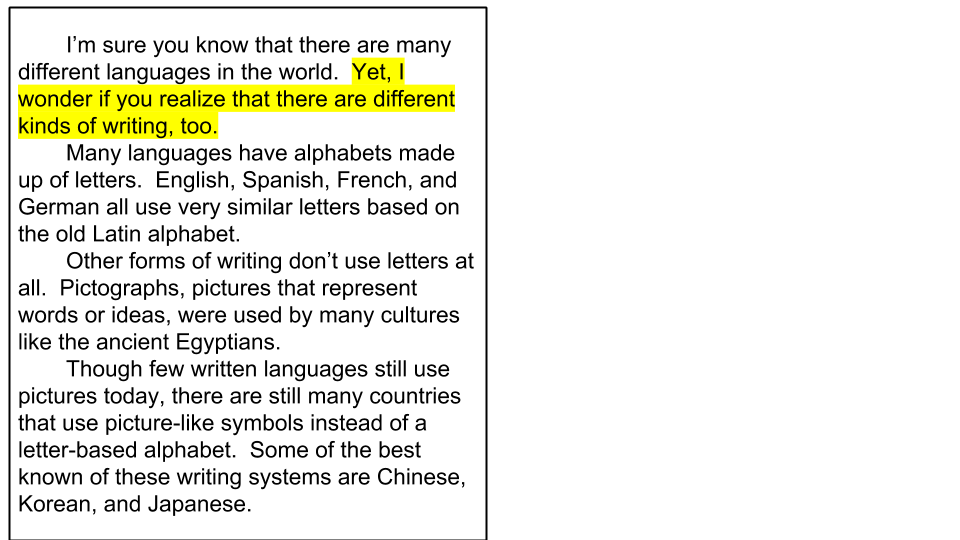 I’m sure you know that there are many
different languages in the world.  Yet, I
wonder if you realize that there are different
kinds of writing, too.
Many languages have alphabets made
up of letters.  English, Spanish, French, and
German all use very similar letters based on
the old Latin alphabet.
Other forms of writing don’t use letters at
all.  Pictographs, pictures that represent
words or ideas, were used by many cultures
like the ancient Egyptians.
Though few written languages still use
pictures today, there are still many countries
that use picture-like symbols instead of a
letter-based alphabet.  Some of the best
known of these writing systems are Chinese,
Korean, and Japanese.